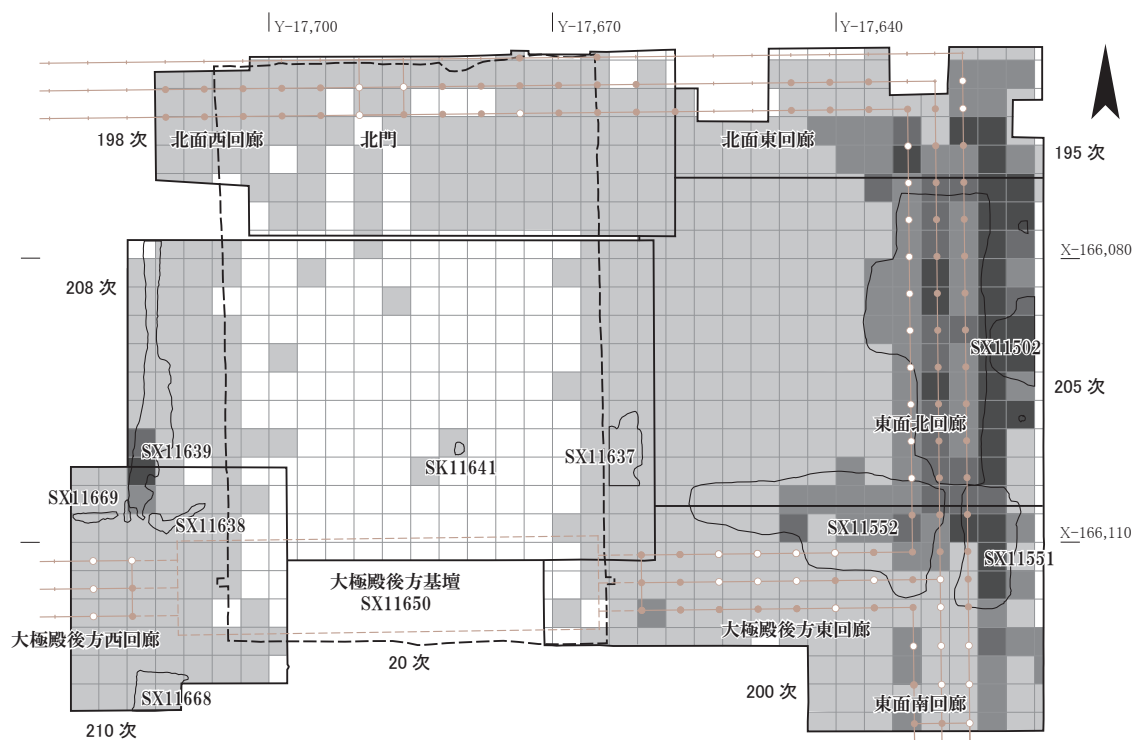 Y-17,700
Y-17,670
Y-17,640
198 次
北面西回廊
北門
北面東回廊
195 次
X-166,080
208 次
SX11502
205 次
東面北回廊
SX11639
SK11641
SX11637
SX11669
SX11638
SX11552
X-166,110
SX11551
大極殿後方基壇
SX11650
大極殿後方西回廊
大極殿後方東回廊
20 次
200 次
東面南回廊
SX11668
210 次